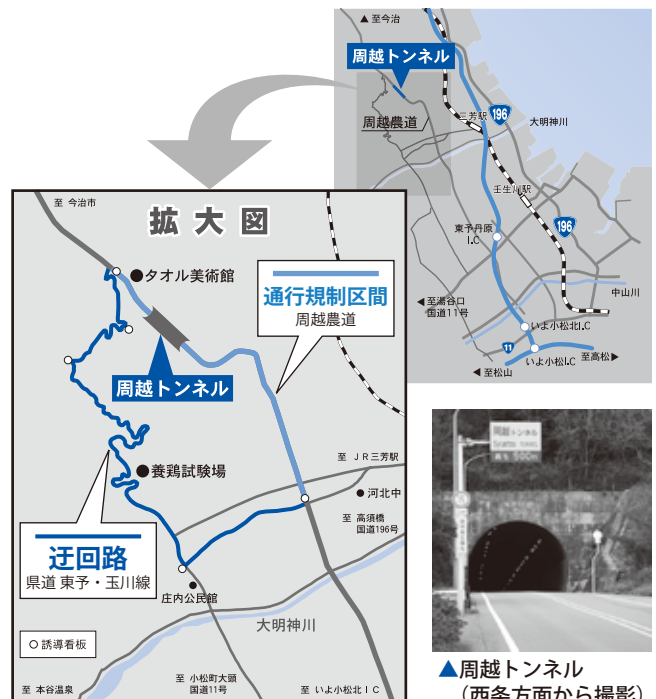 ▲至今治
周越トンネル
周越農道
三芳駅
196
大明神川
壬生川駅
東予丹原
I.C
196
中山川
◀至湯谷口
国道11号
いよ小松北I.C
11
いよ小松I.C
至高松▶
◀至松山
拡大図
至 今治市
●タオル美術館
通行規制区間
周越農道
周越トンネル
●養鶏試験場
至 JR三芳駅
●河北中
至 高須橋
国道196号
迂回路
県道 東予・玉川線
庄内公民館
大明神川
○誘導看板
至 本谷温泉
至 小松町大頭
国道11号
至 いよ小松北IC
周越トンネル
▲周越トンネル
（西条方面から撮影）